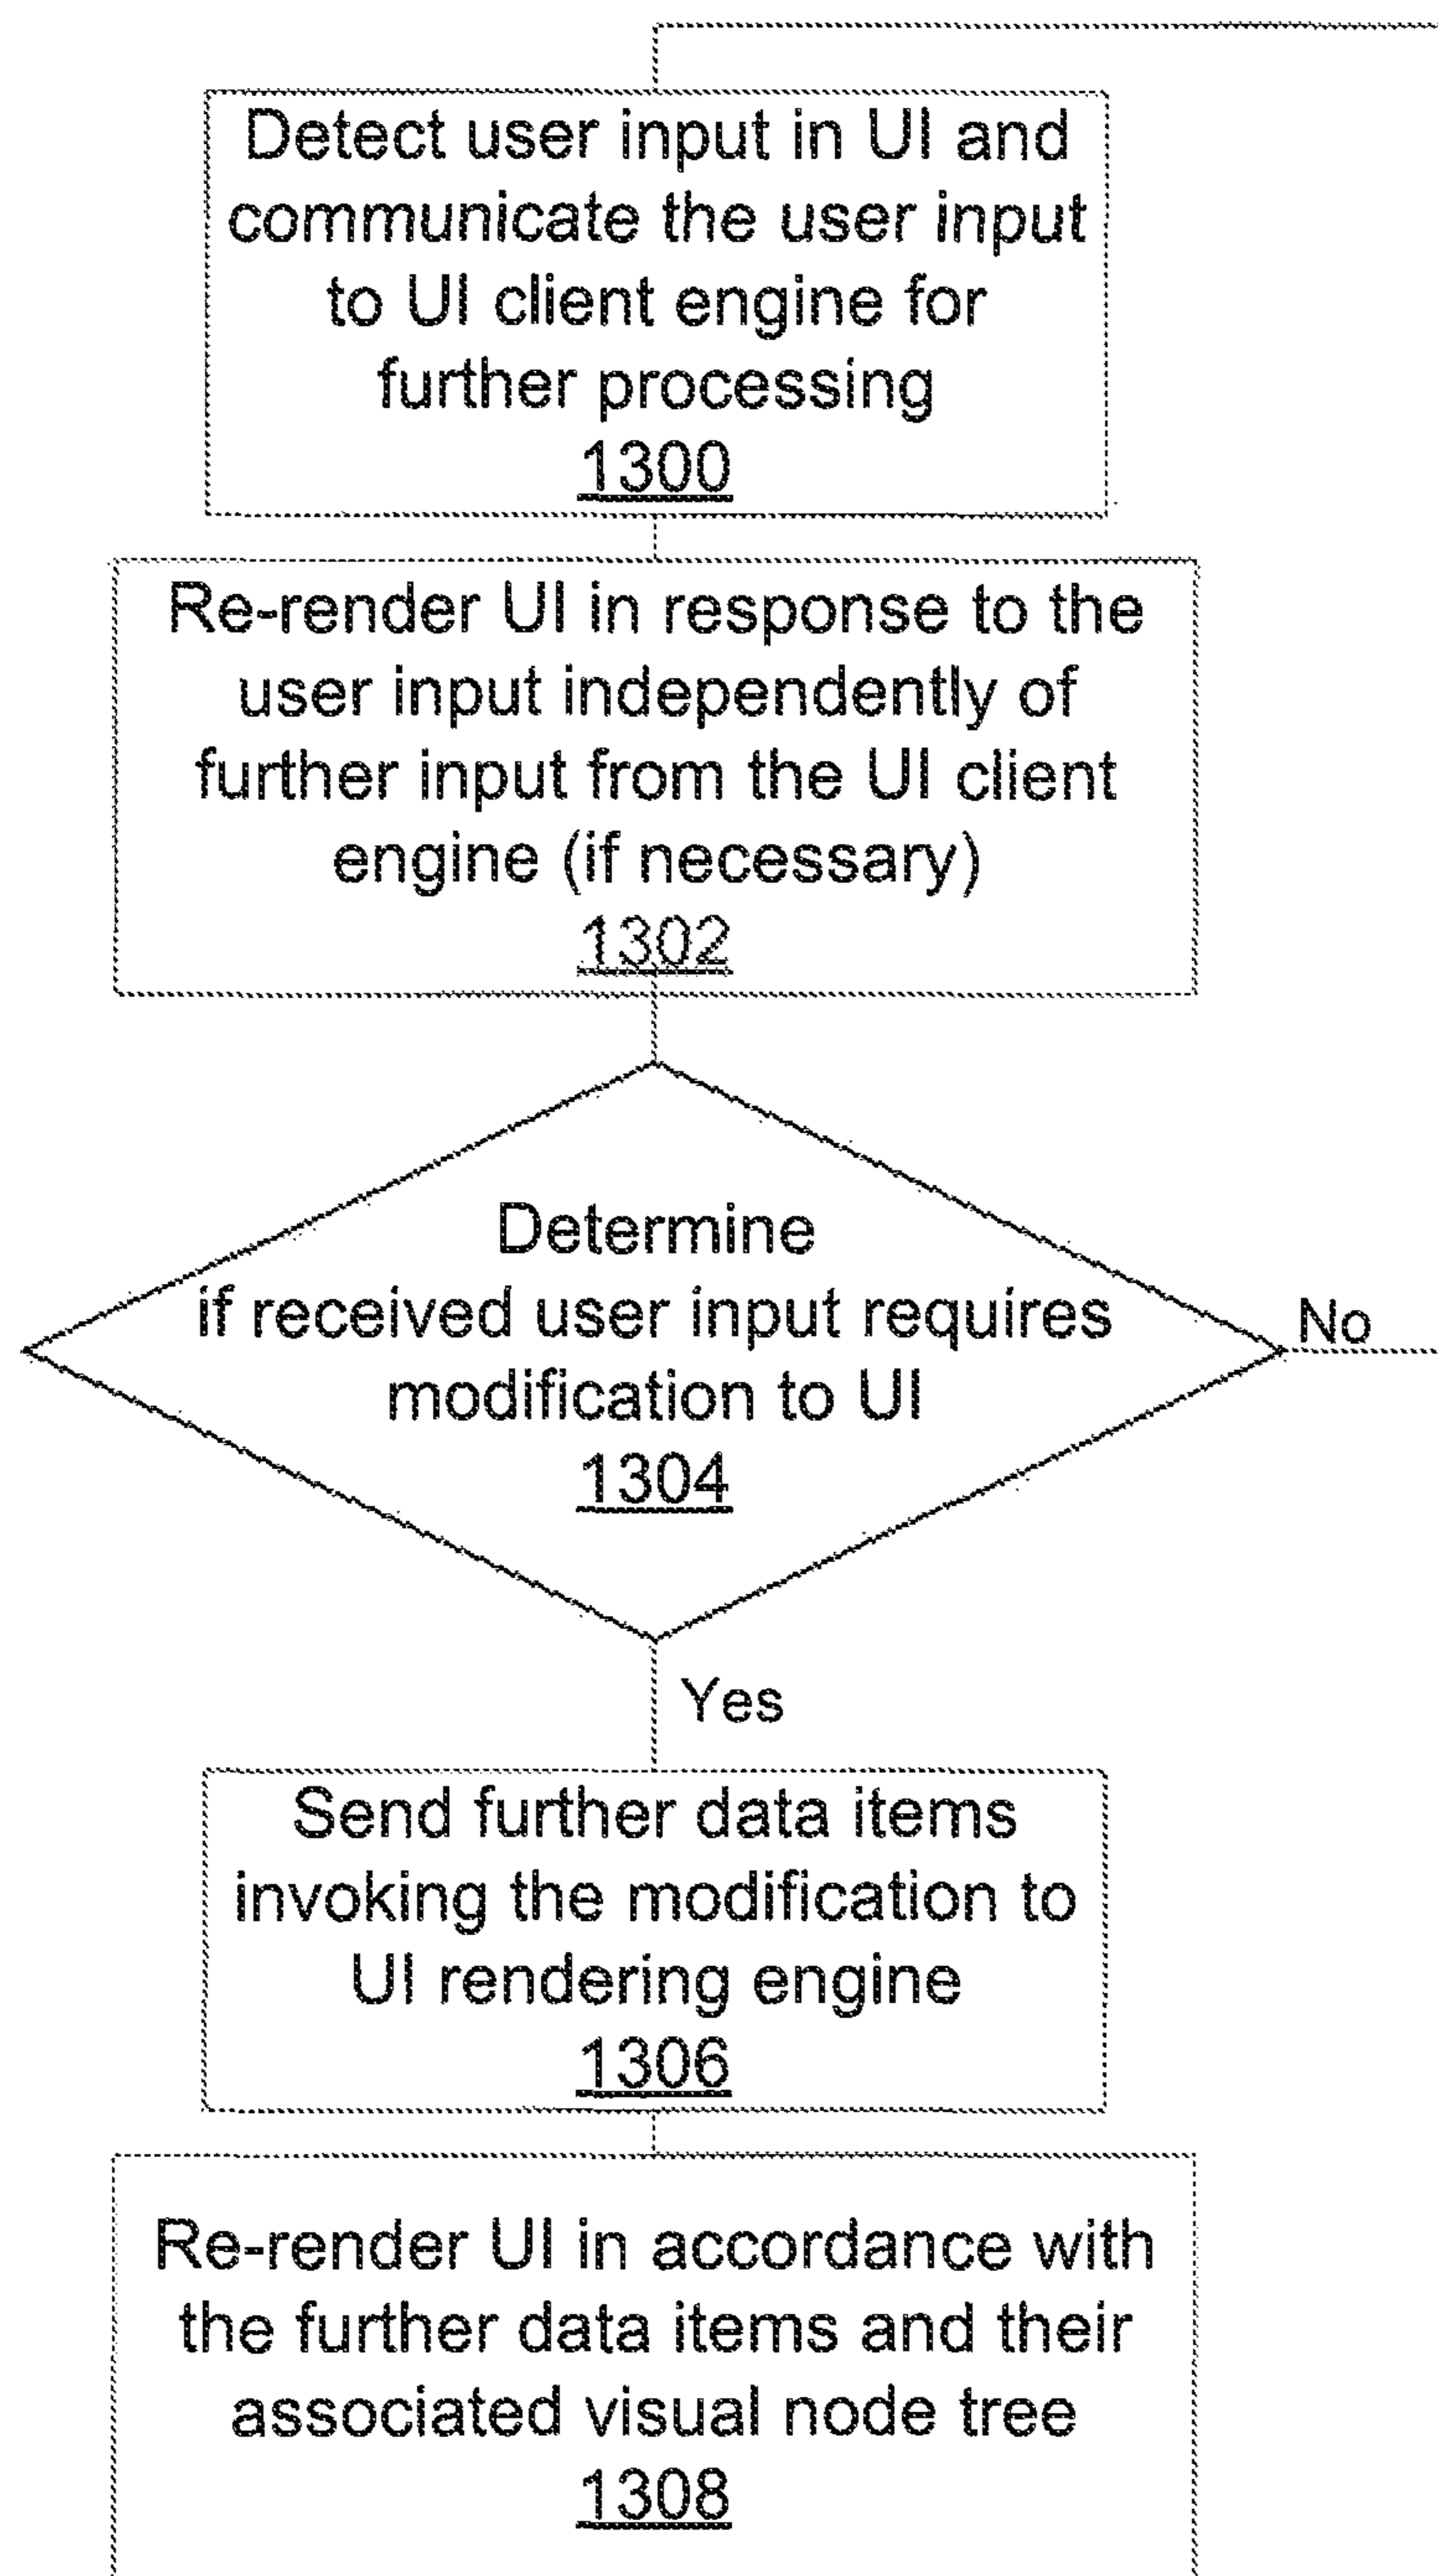 Detect user input in UI and
communicate the user input
to UI client engine for
further processing
1300
Re-render UI in response to the
user input independently of
further input from the UI client
engine (if necessary)
1302
Determine
if received user input requires
modification to UI
1304
No
Yes
Send further data items
invoking the modification to
UI rendering engine
1306
Re-render UI in accordance with
the further data items and their
associated visual node tree
1308